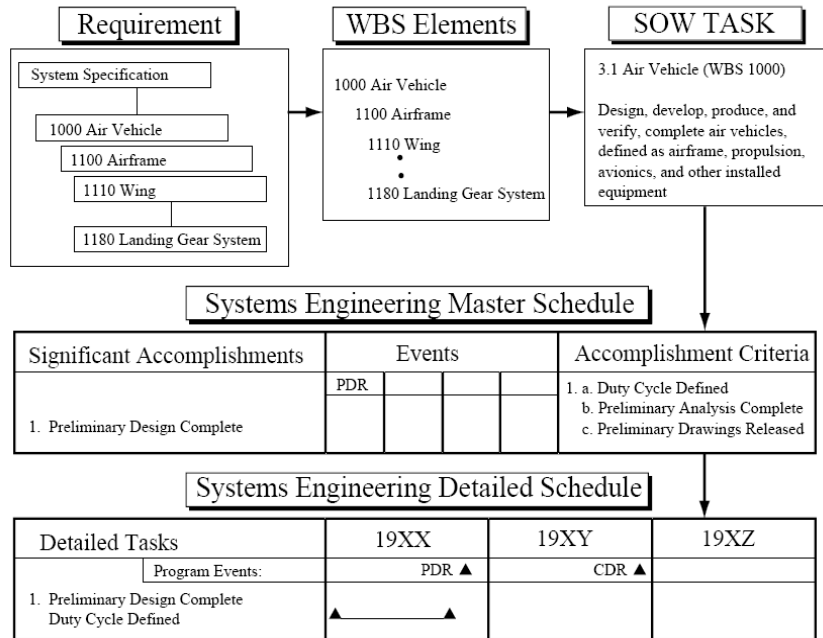 Requirement
WBS Elements
SOW TASK
System Specification
1000 Air Vehicle
1100 Airframe
1110 Wing
1180 Landing Gear System
1000 Air Vehicle
1100 Airframe
1110 Wing
•
•
1180 Landing Gear System
3.1 Air Vehicle (WBS 1000)
Design, develop, produce, and
verify, complete air vehicles,
defined as airframe, propulsion,
avionics, and other installed
equipment
Systems Engineering Master Schedule
Significant Accomplishments
Events
Accomplishment Criteria
PDR
1. Preliminary Design Complete
1. a. Duty Cycle Defined
b. Preliminary Analysis Complete
c. Preliminary Drawings Released
Systems Engineering Detailed Schedule
Detailed Tasks
19XX
19XY
19XZ
Program Events:
PDR ▲
CDR ▲
1. Preliminary Design Complete
Duty Cycle Defined